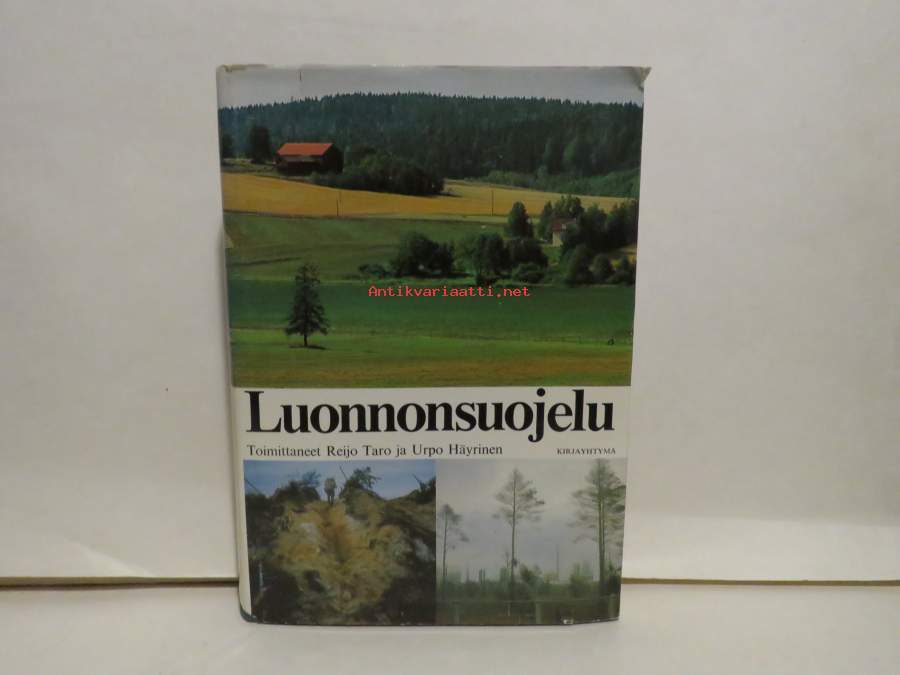 Antikvariaatti.net
Luonnonsuojelu
Toimittaneet Reijo Taro ja Urpo Häyrinen
KIRJAYHTYMÄ